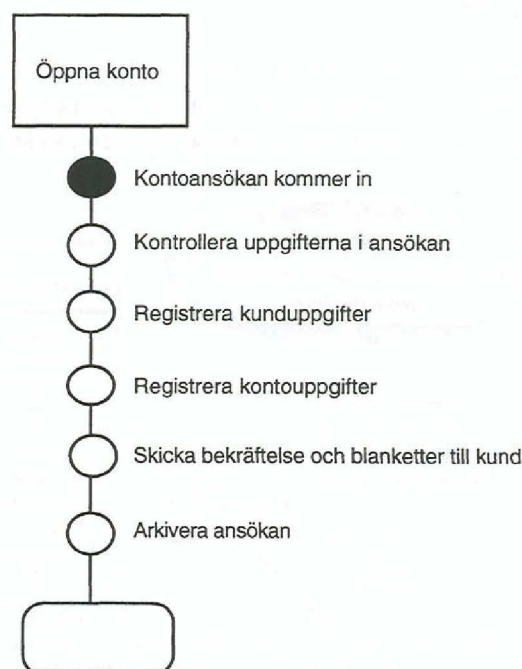 Öppna konto
Kontoansökan kommer in
Kontrollera uppgifterna i ansökan
Registrera kunduppgifter
Registrera kontouppgifter
Skicka bekräftelse och blanketter till kund
Arkivera ansökan